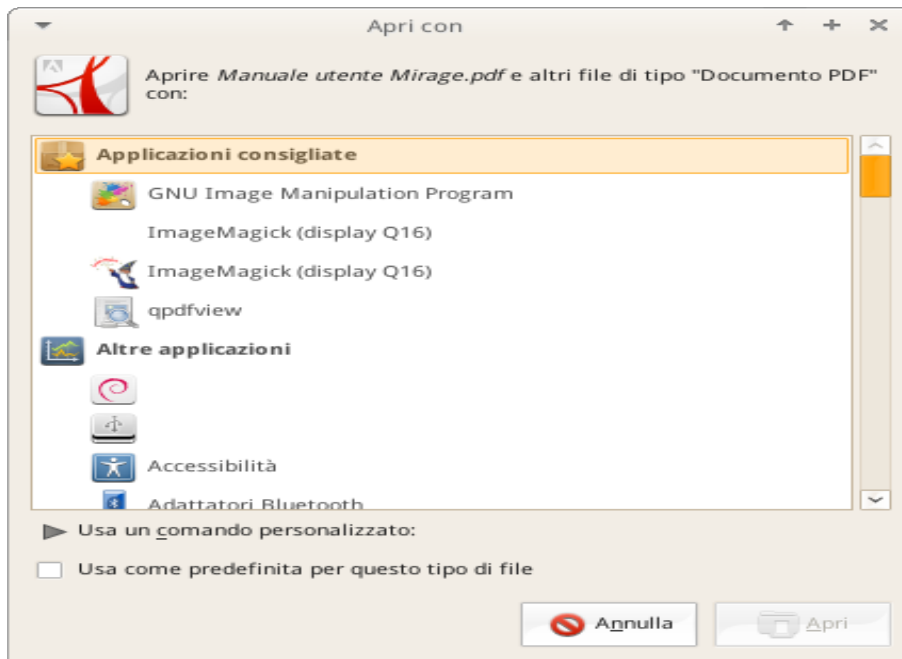 Apri con
Aprire Manuale utente Mirage.pdf e altri file di tipo "Documento PDF"
con:
Applicazioni consigliate
GNU Image Manipulation Program
ImageMagick (display Q16)
ImageMagick (display Q16)
qpdfview
Altre applicazioni
Accessibilità
Adattatori Bluetooth
Usa un comando personalizzato:
Usa come predefinita per questo tipo di file
Annulla
Apri